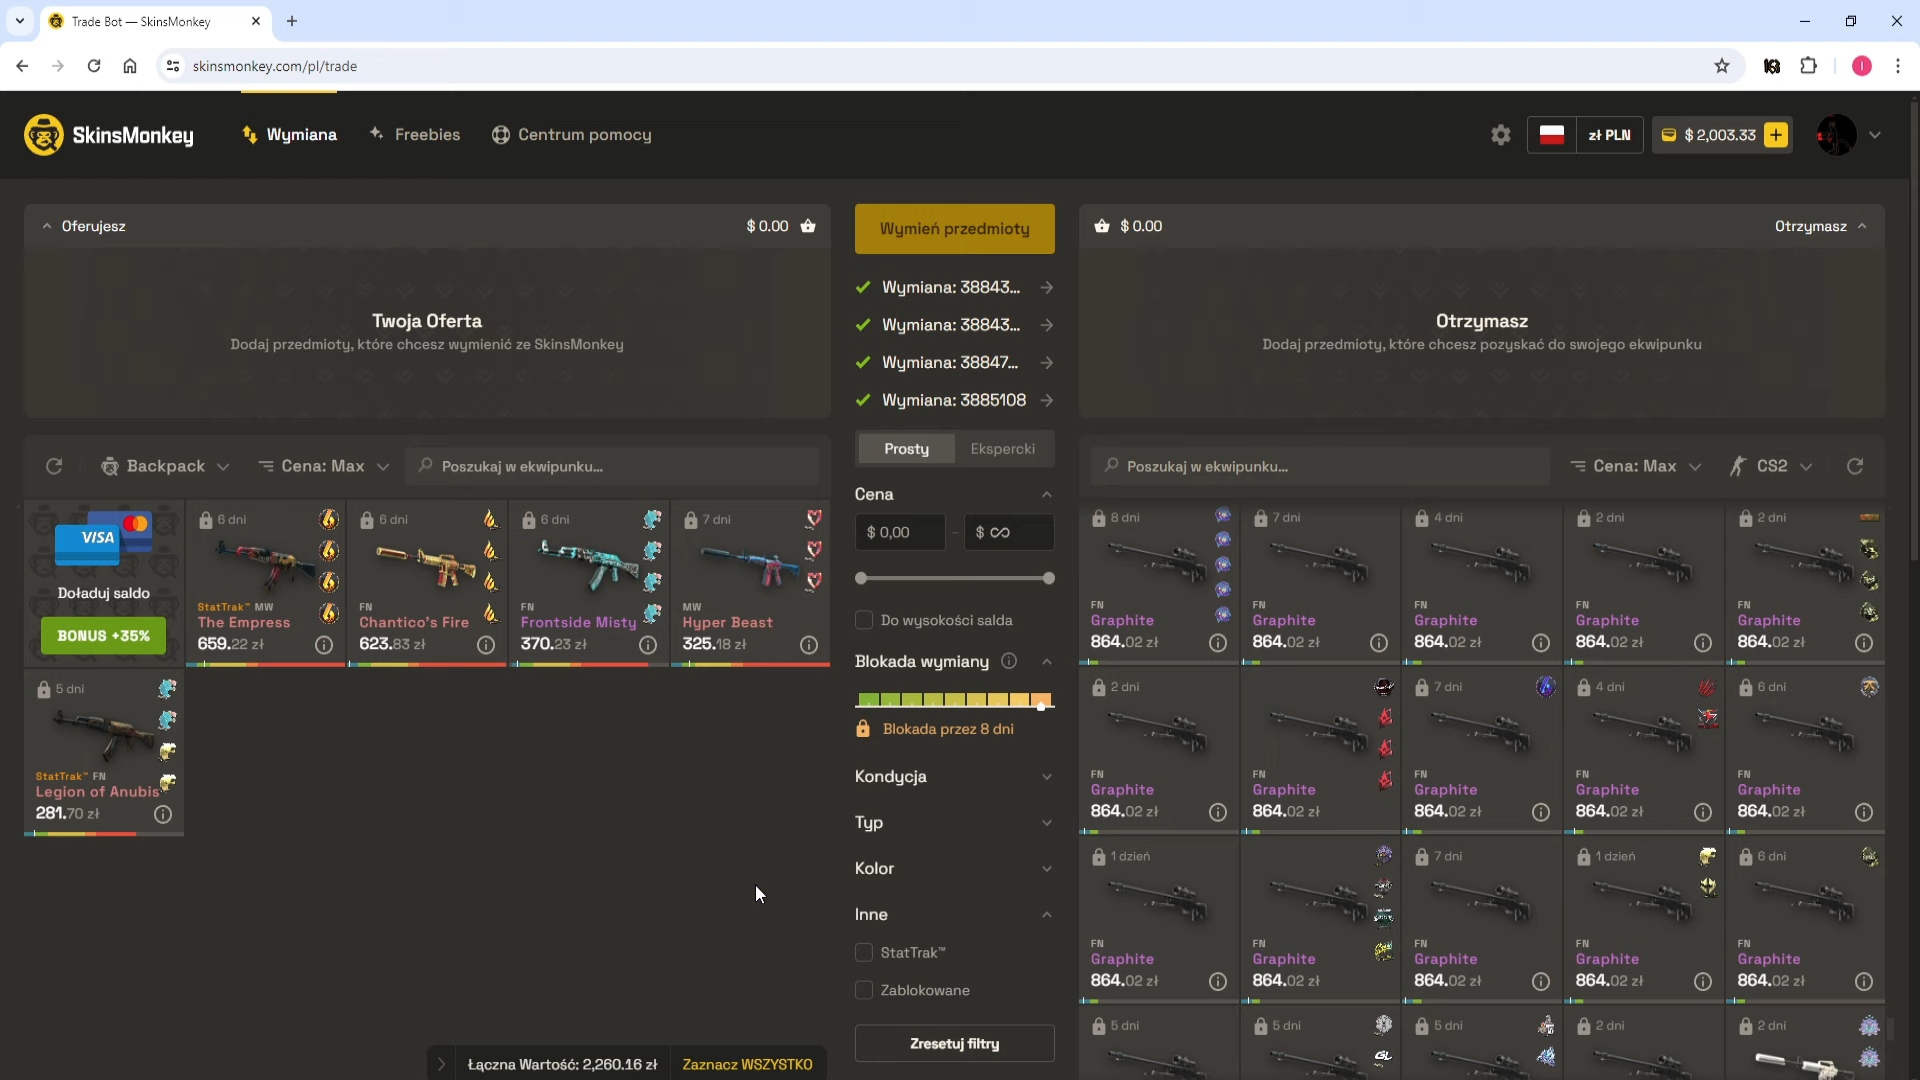 Trade Bot — SkinsMonkey
skinsmonkey.com/pl/trade
SkinsMonkey
Wymiana
Freebies
Centrum pomocy
zł PLN
$ 2,003.33
Oferujesz
$ 0.00
Twoja Oferta
Dodaj przedmioty, które chcesz wymienić ze SkinsMonkey
Wymień przedmioty
Wymiana: 38843...
Wymiana: 38843...
Wymiana: 38847...
Wymiana: 3885108
$ 0.00
Otrzymasz
Otrzymasz
Dodaj przedmioty, które chcesz pozyskać do swojego ekwipunku
Backpack
Cena: Max
Poszukaj w ekwipunku...
VISA
Doładuj saldo
BONUS +35%
6 dni
StatTrak™ MW
The Empress
659.22 zł
6 dni
FN
Chantico's Fire
623.83 zł
6 dni
FN
Frontside Misty
370.23 zł
7 dni
MW
Hyper Beast
325.18 zł
5 dni
StatTrak™ FN
Legion of Anubis
281.70 zł
Łączna Wartość: 2,260.16 zł
Zaznacz WSZYSTKO
Prosty
Ekspercki
Cena
$ 0,00
–
$ ∞
Do wysokości salda
Blokada wymiany
Blokada przez 8 dni
Kondycja
Typ
Kolor
Inne
StatTrak™
Zablokowane
Zresetuj filtry
Poszukaj w ekwipunku...
Cena: Max
CS2
8 dni
FN
Graphite
864.02 zł
7 dni
FN
Graphite
864.02 zł
4 dni
FN
Graphite
864.02 zł
2 dni
FN
Graphite
864.02 zł
2 dni
FN
Graphite
864.02 zł
2 dni
FN
Graphite
864.02 zł
FN
Graphite
864.02 zł
7 dni
FN
Graphite
864.02 zł
4 dni
FN
Graphite
864.02 zł
6 dni
FN
Graphite
864.02 zł
1 dzień
FN
Graphite
864.02 zł
FN
Graphite
864.02 zł
7 dni
FN
Graphite
864.02 zł
1 dzień
FN
Graphite
864.02 zł
6 dni
FN
Graphite
864.02 zł
5 dni
5 dni
GL
5 dni
2 dni
2 dni